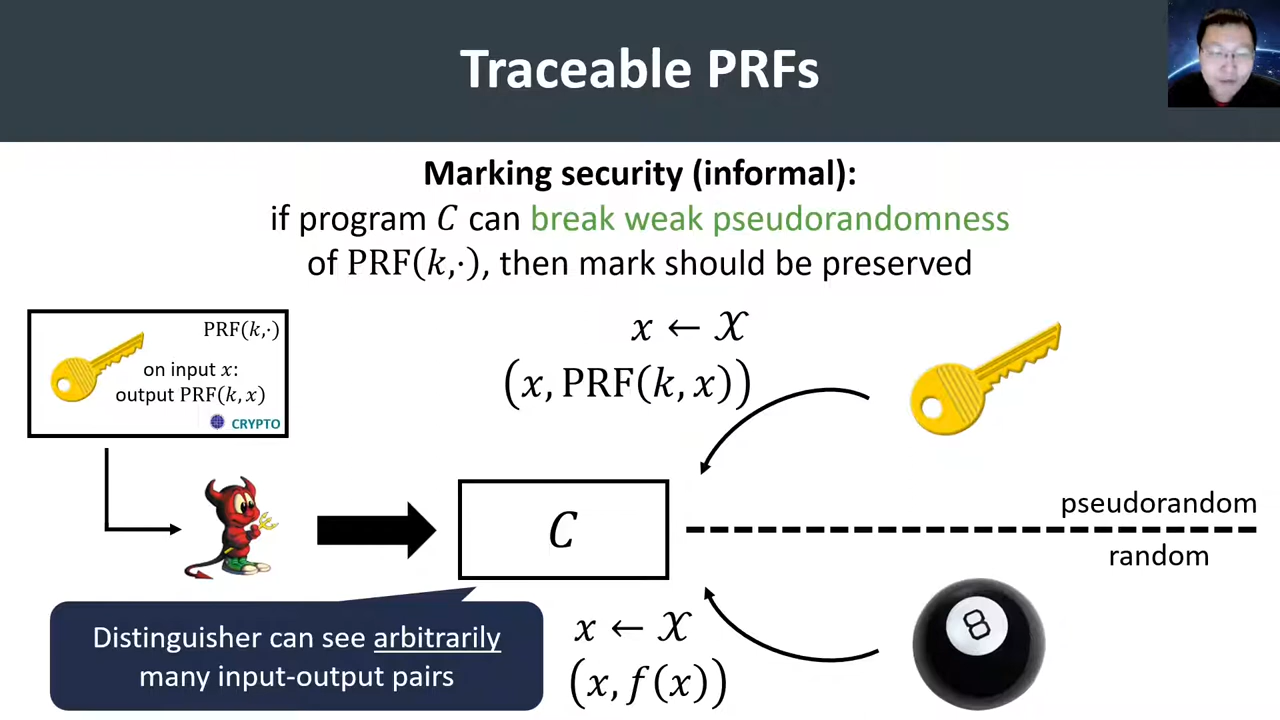 Traceable PRFs
Marking security (informal):
if program C can break weak pseudorandomness
of PRF(k,·), then mark should be preserved
PRF(k,·)
on input x:
output PRF(k, x)
CRYPTO
x ← 𝒳
(x, PRF(k, x))
C
pseudorandom
random
8
Distinguisher can see arbitrarily
many input-output pairs
x ← 𝒳
(x, f(x))